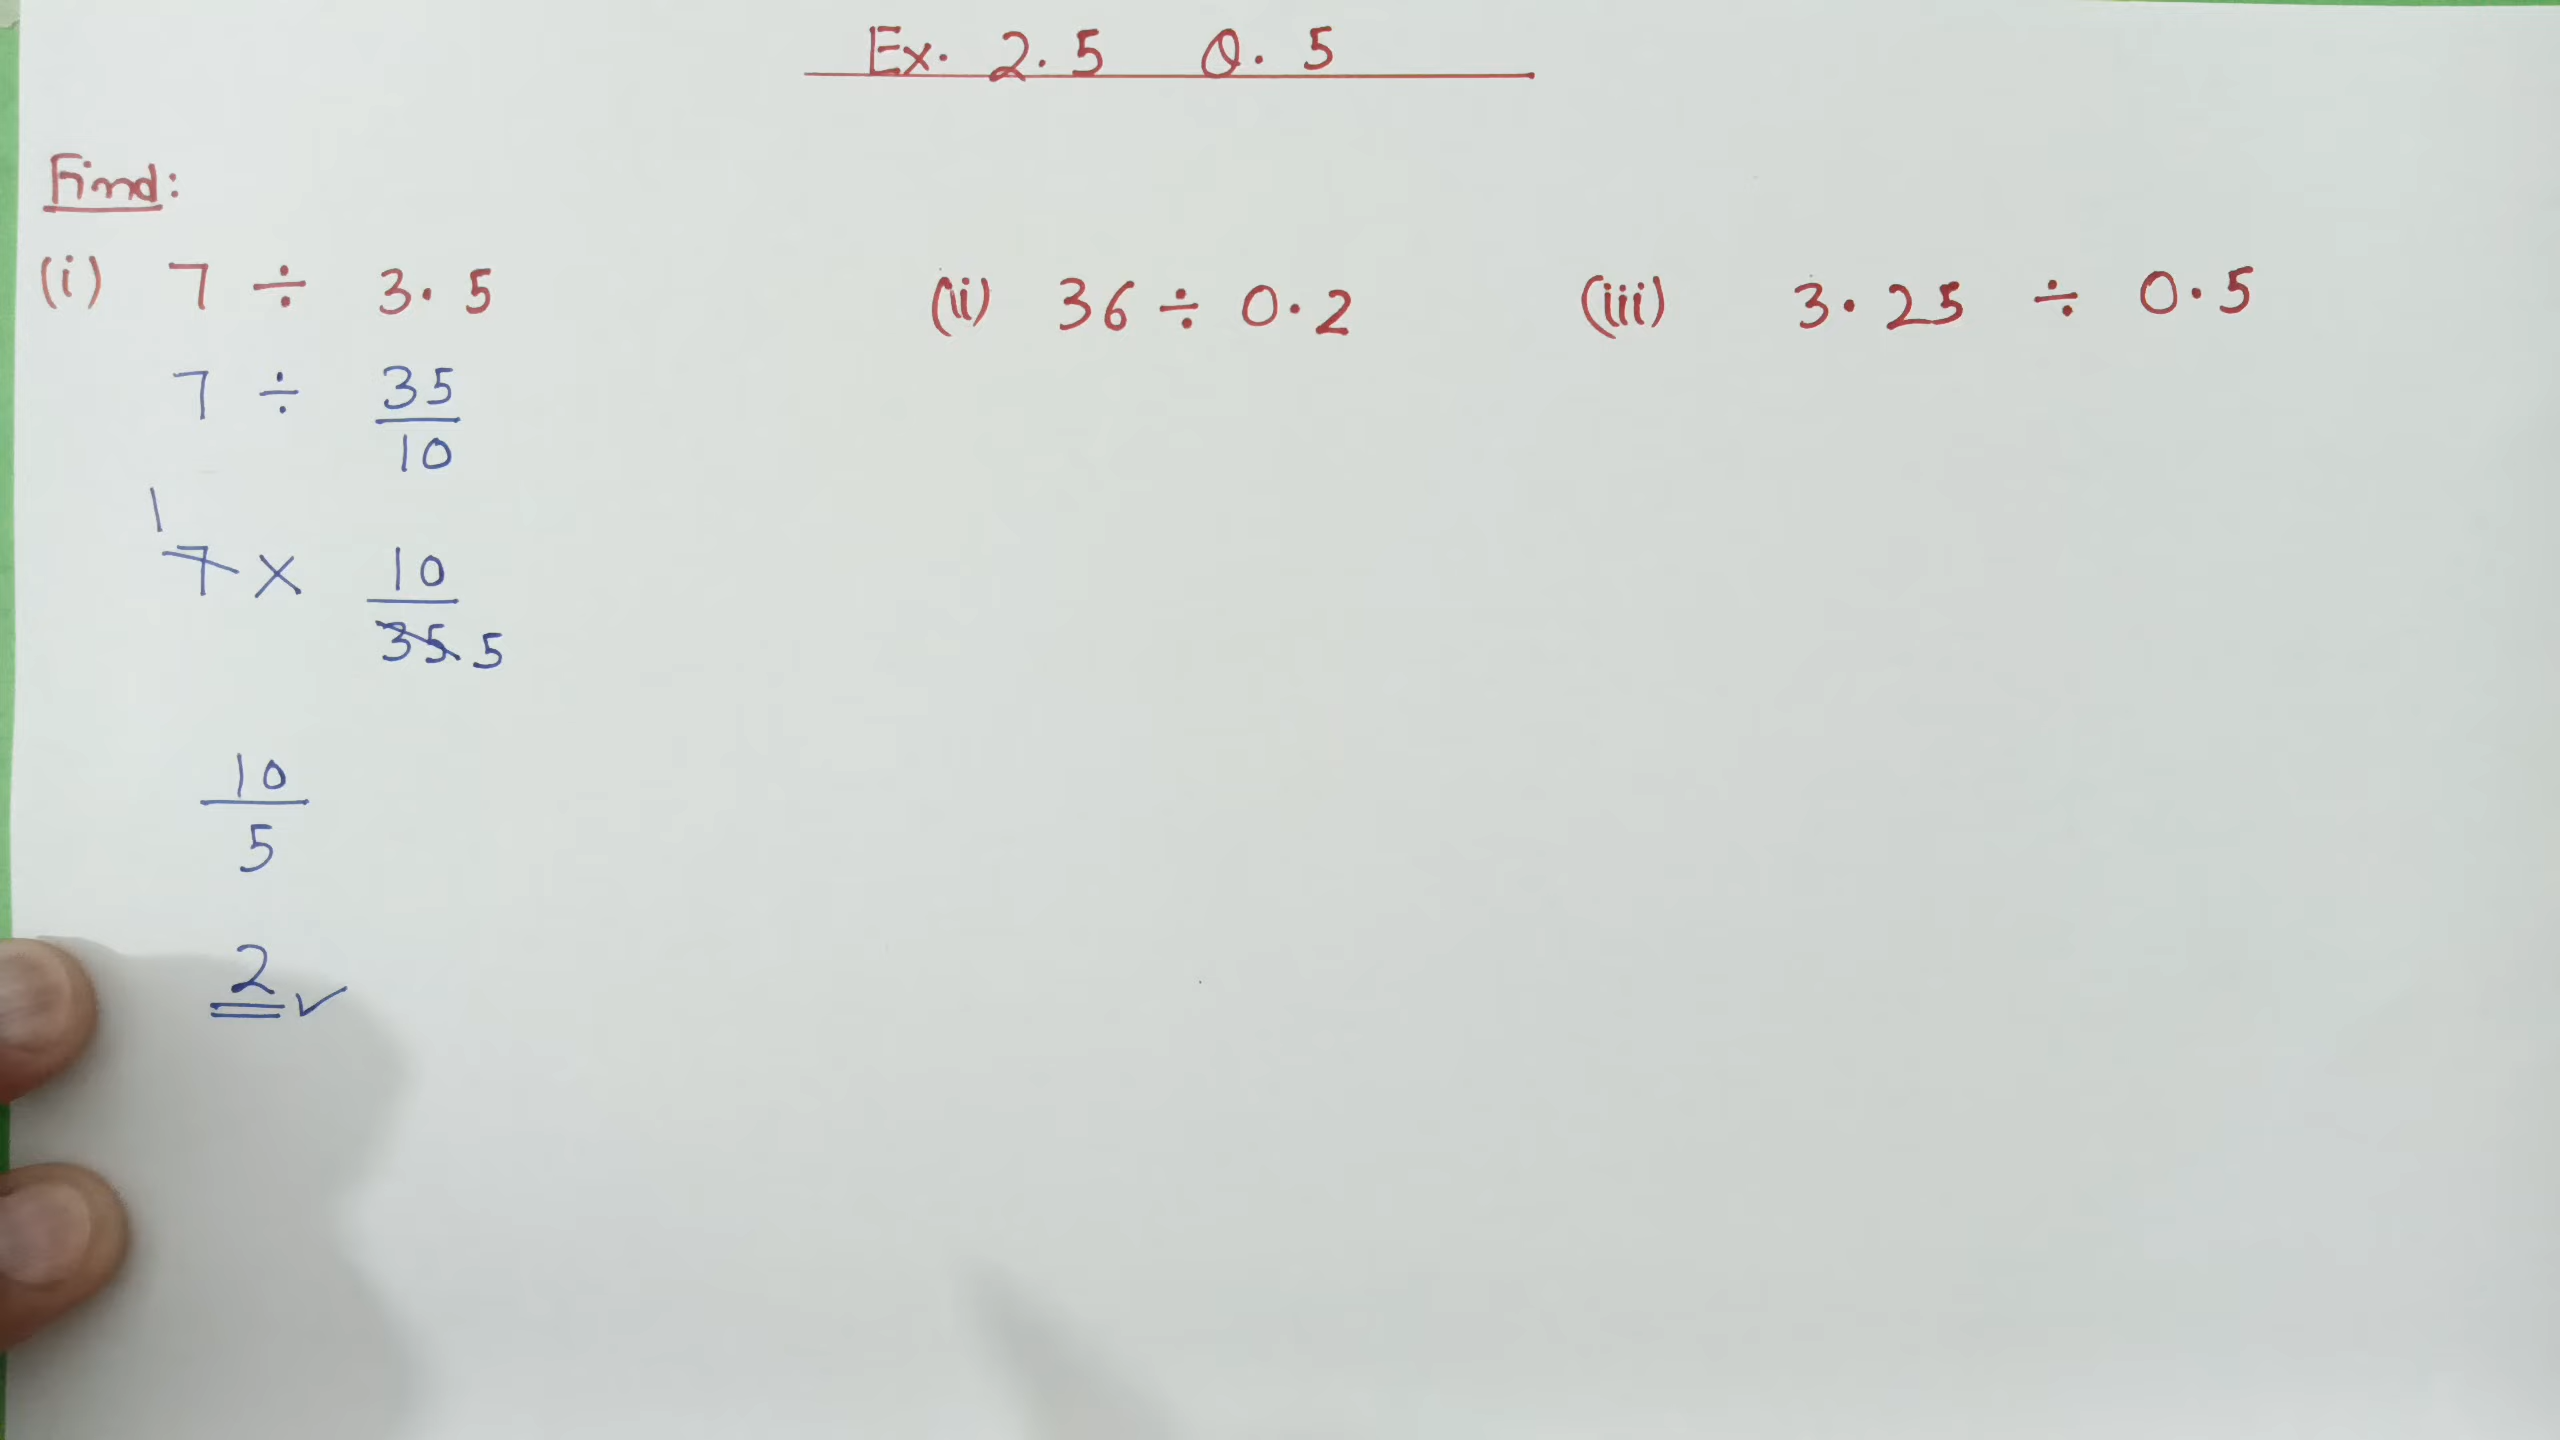 Ex. 2.5 Q. 5
Find:
(i) 7 ÷ 3.5
(ii) 36 ÷ 0.2
(iii) 3.25 ÷ 0.5
7 ÷ 35/10
1
7 × 10/35 5
10/5
2 ✓